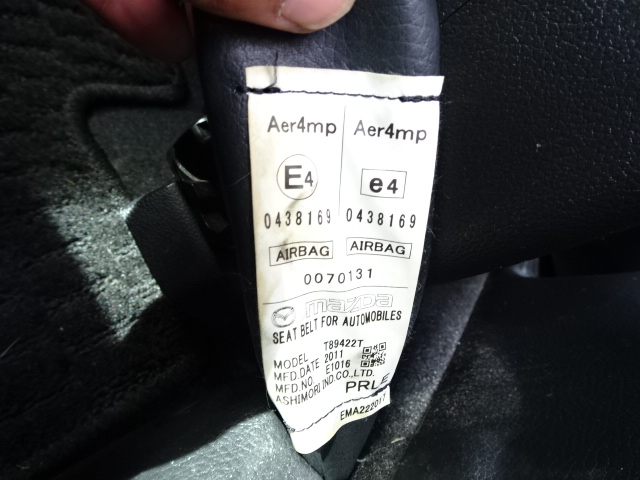 Aer4mp Aer4mp
E4 e4
0438169 0438169
AIRBAG AIRBAG
0070131
mazda
SEAT BELT FOR AUTOMOBILES
MODEL T89422T
MFD.DATE 2011
MFD.NO. E1016
ASHIMORI IND.CO.,LTD.
PRLE
EMA222017